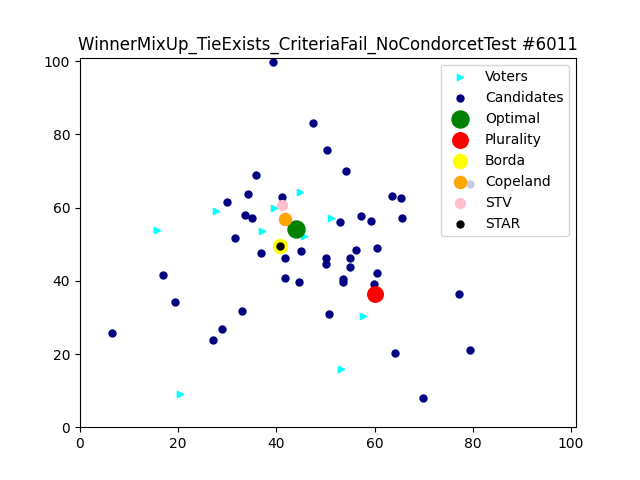 WinnerMixUp_TieExists_CriteriaFail_NoCondorcetTest #6011
100
80
60
40
20
0
0 20 40 60 80 100
Voters
Candidates
Optimal
Plurality
Borda
Copeland
STV
STAR